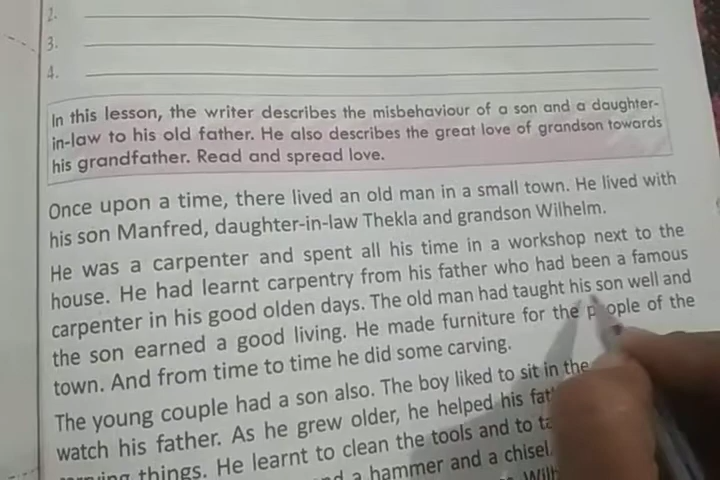 2.
3.
4.
In this lesson, the writer describes the misbehaviour of a son and a daughter-
in-law to his old father. He also describes the great love of grandson towards
his grandfather. Read and spread love.
Once upon a time, there lived an old man in a small town. He lived with
his son Manfred, daughter-in-law Thekla and grandson Wilhelm.
He was a carpenter and spent all his time in a workshop next to the
house. He had learnt carpentry from his father who had been a famous
carpenter in his good olden days. The old man had taught his son well and
the son earned a good living. He made furniture for the people of the
town. And from time to time he did some carving.
The young couple had a son also. The boy liked to sit in the
watch his father. As he grew older, he helped his
things. He learnt to clean the tools and to
a hammer and a chisel.